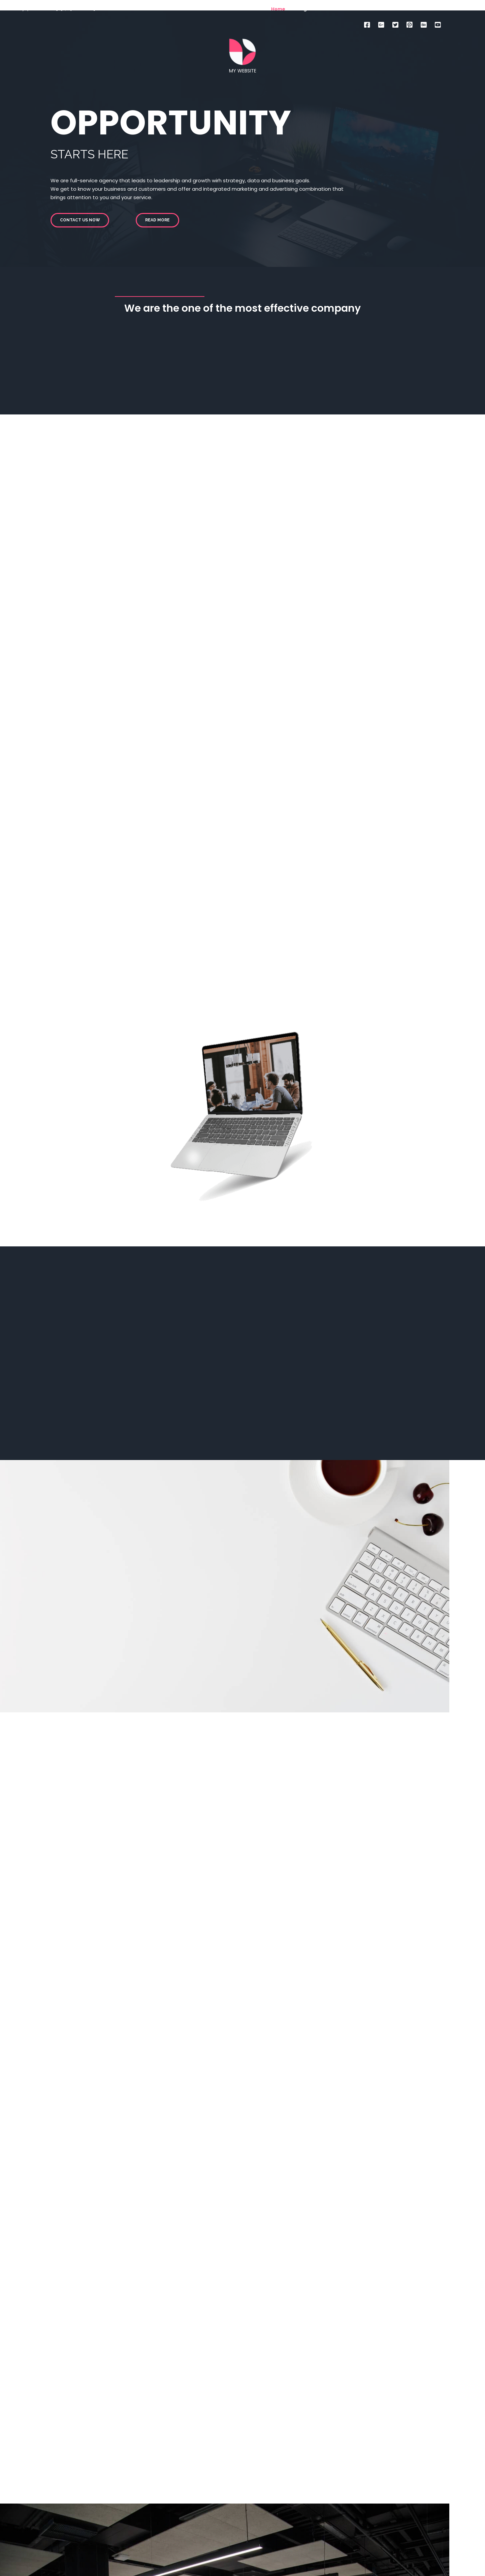 Home
MY WEBSITE
OPPORTUNITY
STARTS HERE
We are full-service agency that leads to leadership and growth wirh strategy, data and business goals.
We get to know your business and customers and offer and Integrated marketing and advertising combination that
brings attention to you and your service.
CONTACT US NOW
READ MORE
We are the one of the most effective company